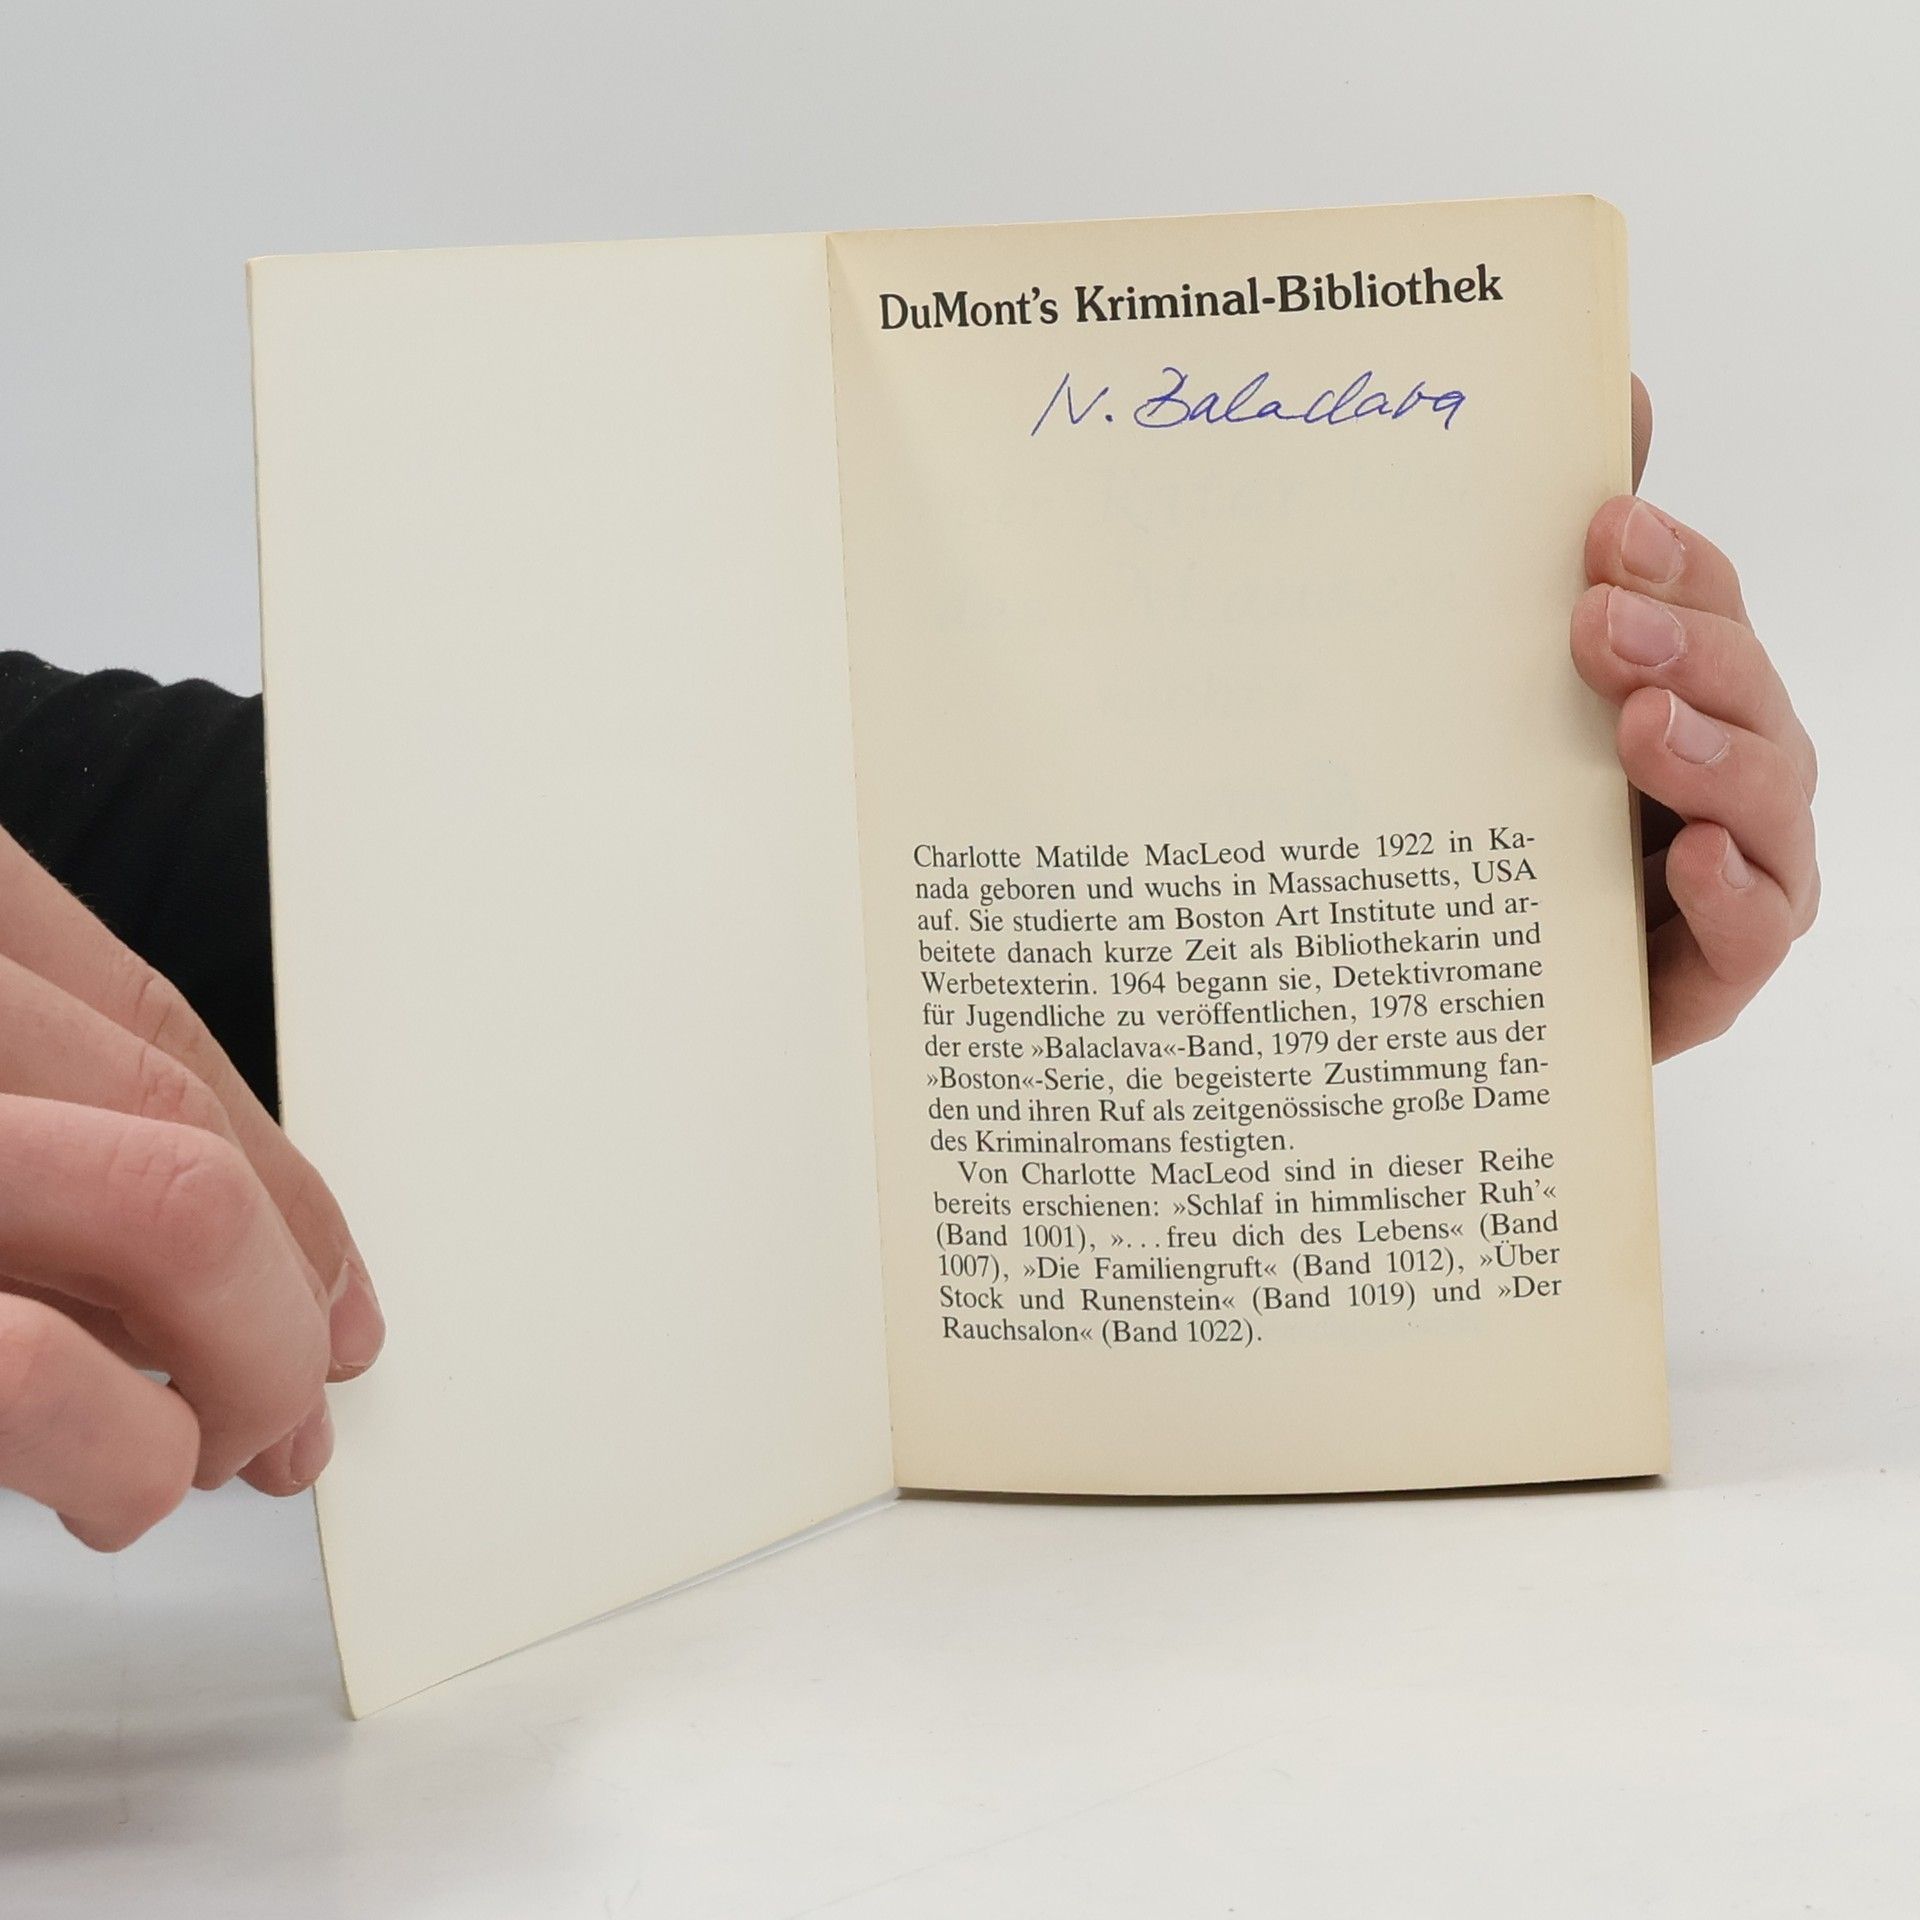 DuMont's Kriminal-Bibliothek
IV. Balaclava
Charlotte Matilde MacLeod wurde 1922 in Ka-
nada geboren und wuchs in Massachusetts, USA
auf. Sie studierte am Boston Art Institute und ar-
beitete danach kurze Zeit als Bibliothekarin und
Werbetexterin. 1964 begann sie, Detektivromane
für Jugendliche zu veröffentlichen, 1978 erschien
der erste »Balaclava«-Band, 1979 der erste aus der
»Boston«-Serie, die begeisterte Zustimmung fan-
den und ihren Ruf als zeitgenössische große Dame
des Kriminalromans festigten.
Von Charlotte MacLeod sind in dieser Reihe
bereits erschienen: »Schlaf in himmlischer Ruh'«
(Band 1001), »...freu dich des Lebens« (Band
1007), »Die Familiengruft« (Band 1012), »Über
Stock und Runenstein« (Band 1019) und »Der
Rauchsalon« (Band 1022).